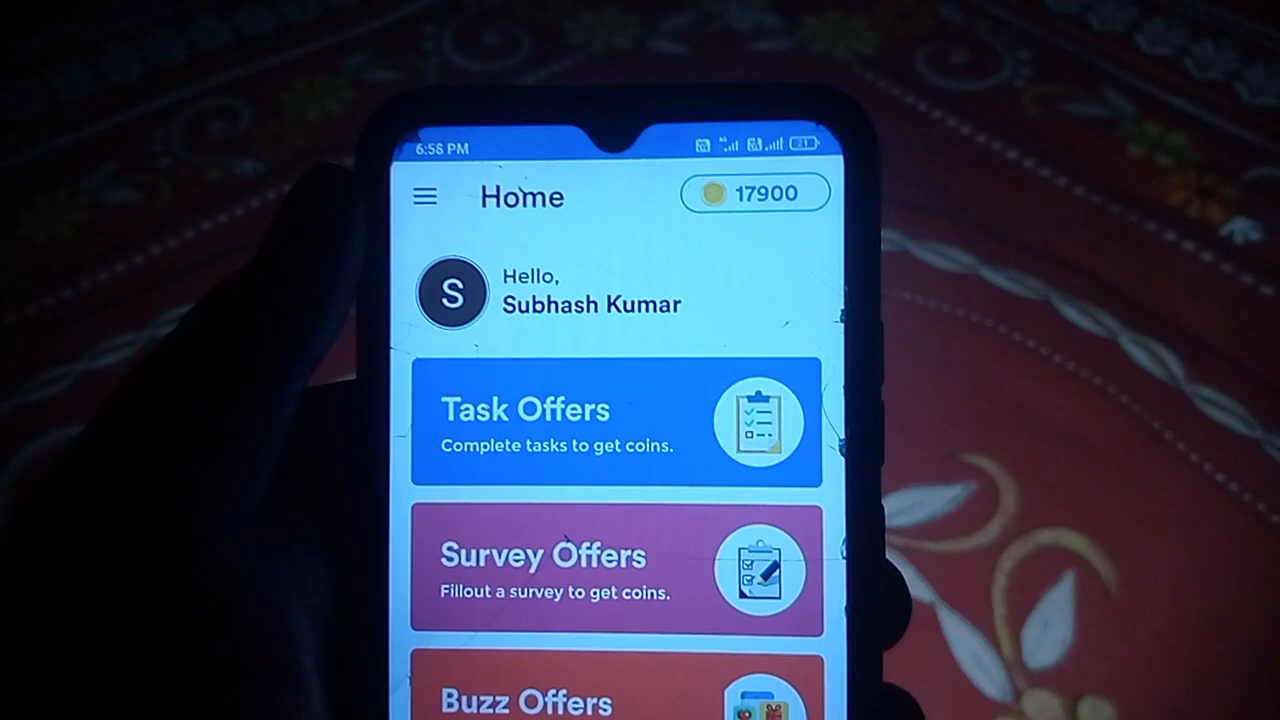 6:58 PM
21
Home
17900
S
Hello,
Subhash Kumar
Task Offers
Complete tasks to get coins.
Survey Offers
Fillout a survey to get coins.
Buzz Offers